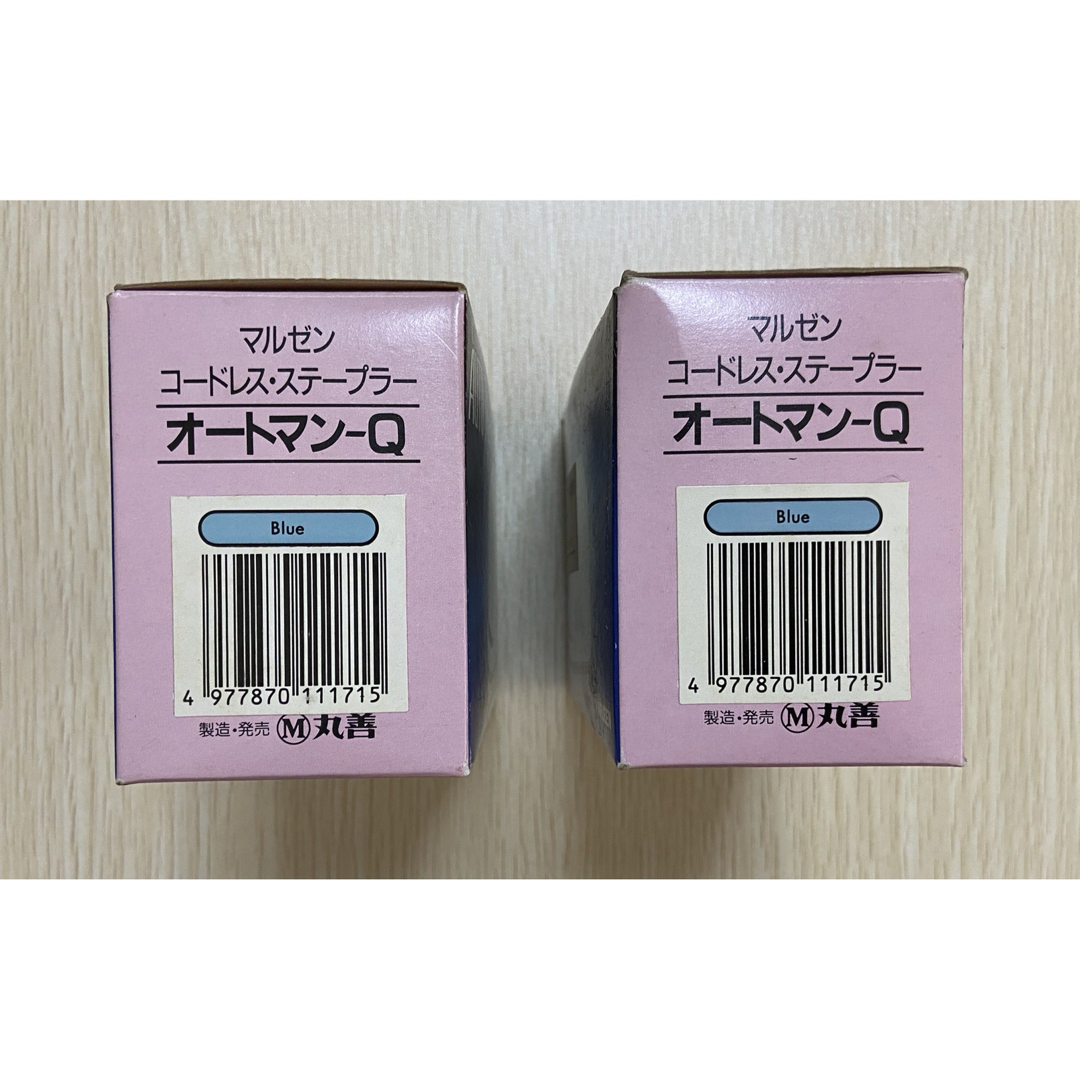 マルゼン
コードレス・ステープラー
オートマン-Q
Blue
4 977870 111715
製造・発売 Ⓜ丸善
マルゼン
コードレス・ステープラー
オートマン-Q
Blue
4 977870 111715
製造・発売 Ⓜ丸善